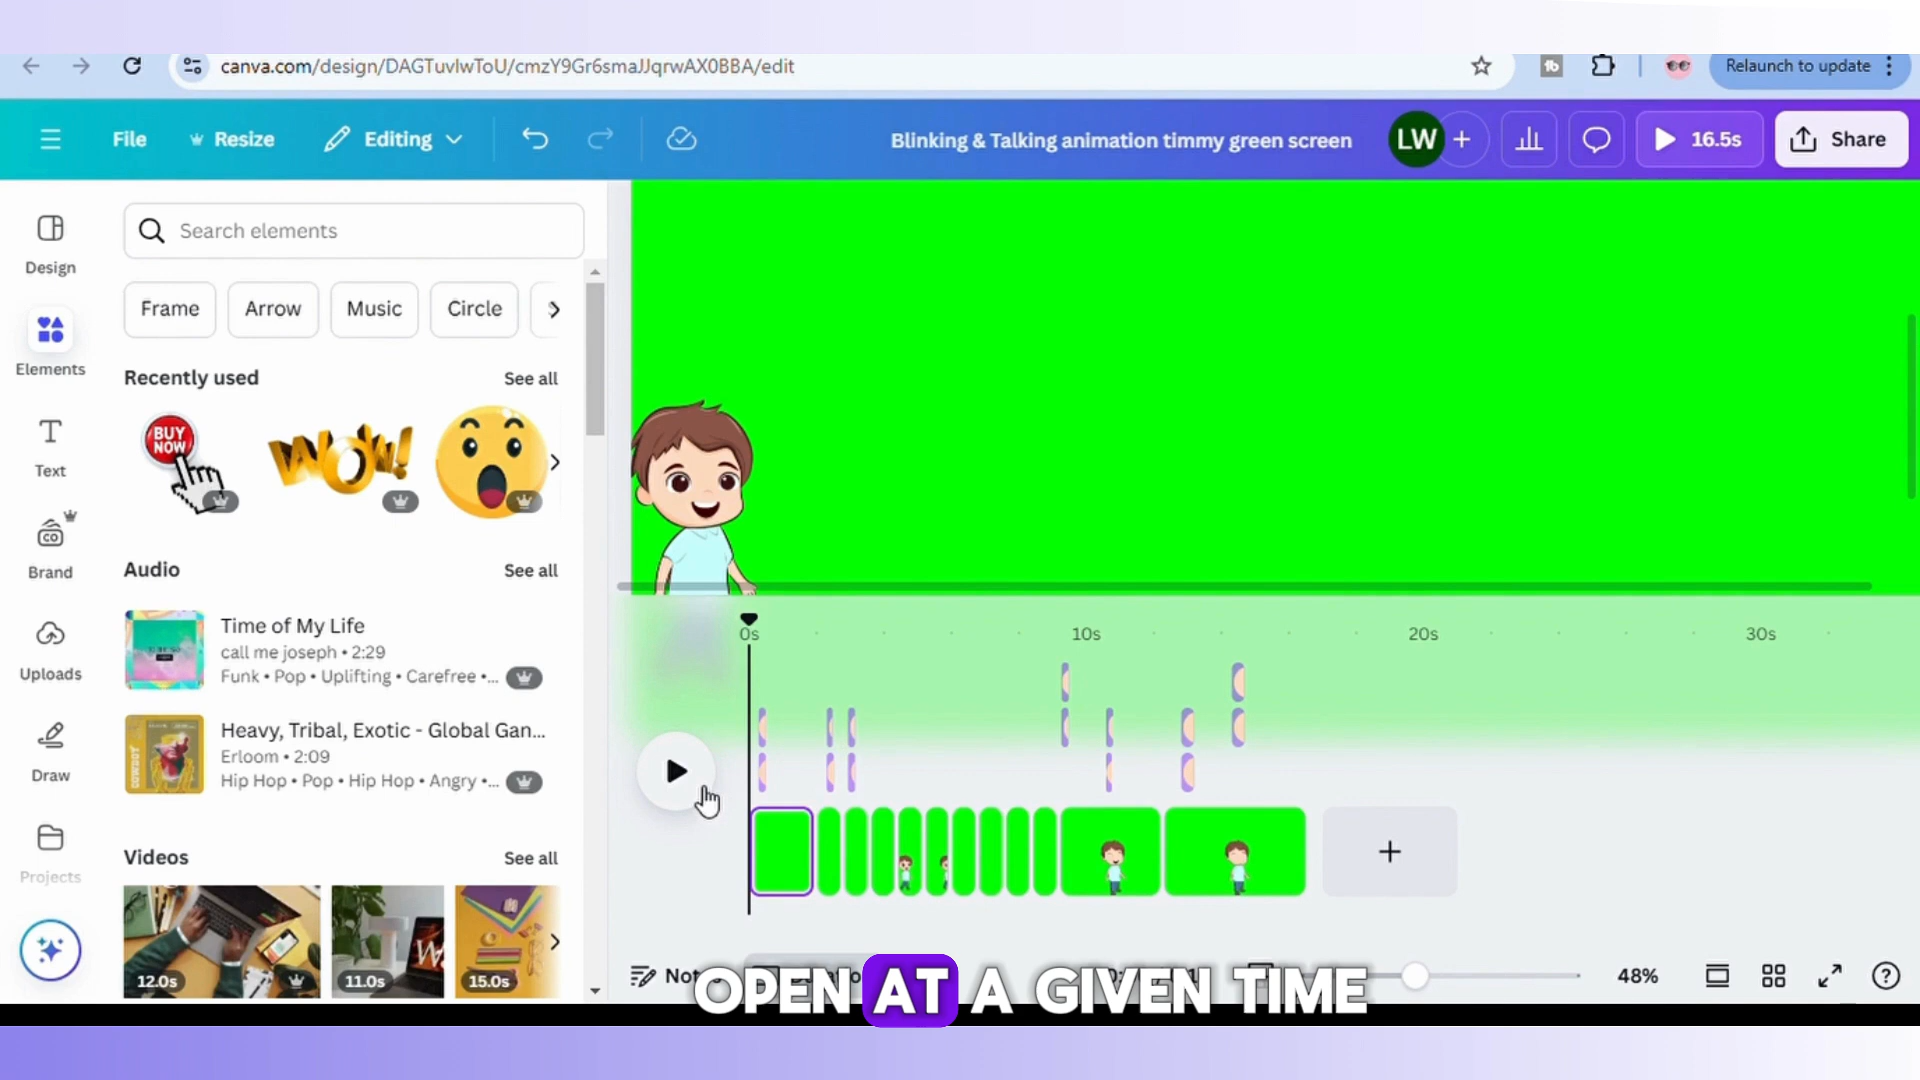 canva.com/design/DAGTuvIwToU/cmzY9Gr6smaJJqrwAX0BBA/edit
Relaunch to update
File
Resize
Editing
Blinking & Talking animation timmy green screen
LW
16.5s
Share
Design
Elements
Text
Brand
Uploads
Draw
Projects
Search elements
Frame
Arrow
Music
Circle
Recently used
See all
BUY NOW
WOW!
Audio
See all
Time of My Life
call me joseph • 2:29
Funk • Pop • Uplifting • Carefree •...
Heavy, Tribal, Exotic - Global Gan...
Erloom • 2:09
Hip Hop • Pop • Hip Hop • Angry •...
Videos
See all
12.0s
11.0s
15.0s
0s
10s
20s
30s
48%
OPEN AT A GIVEN TIME